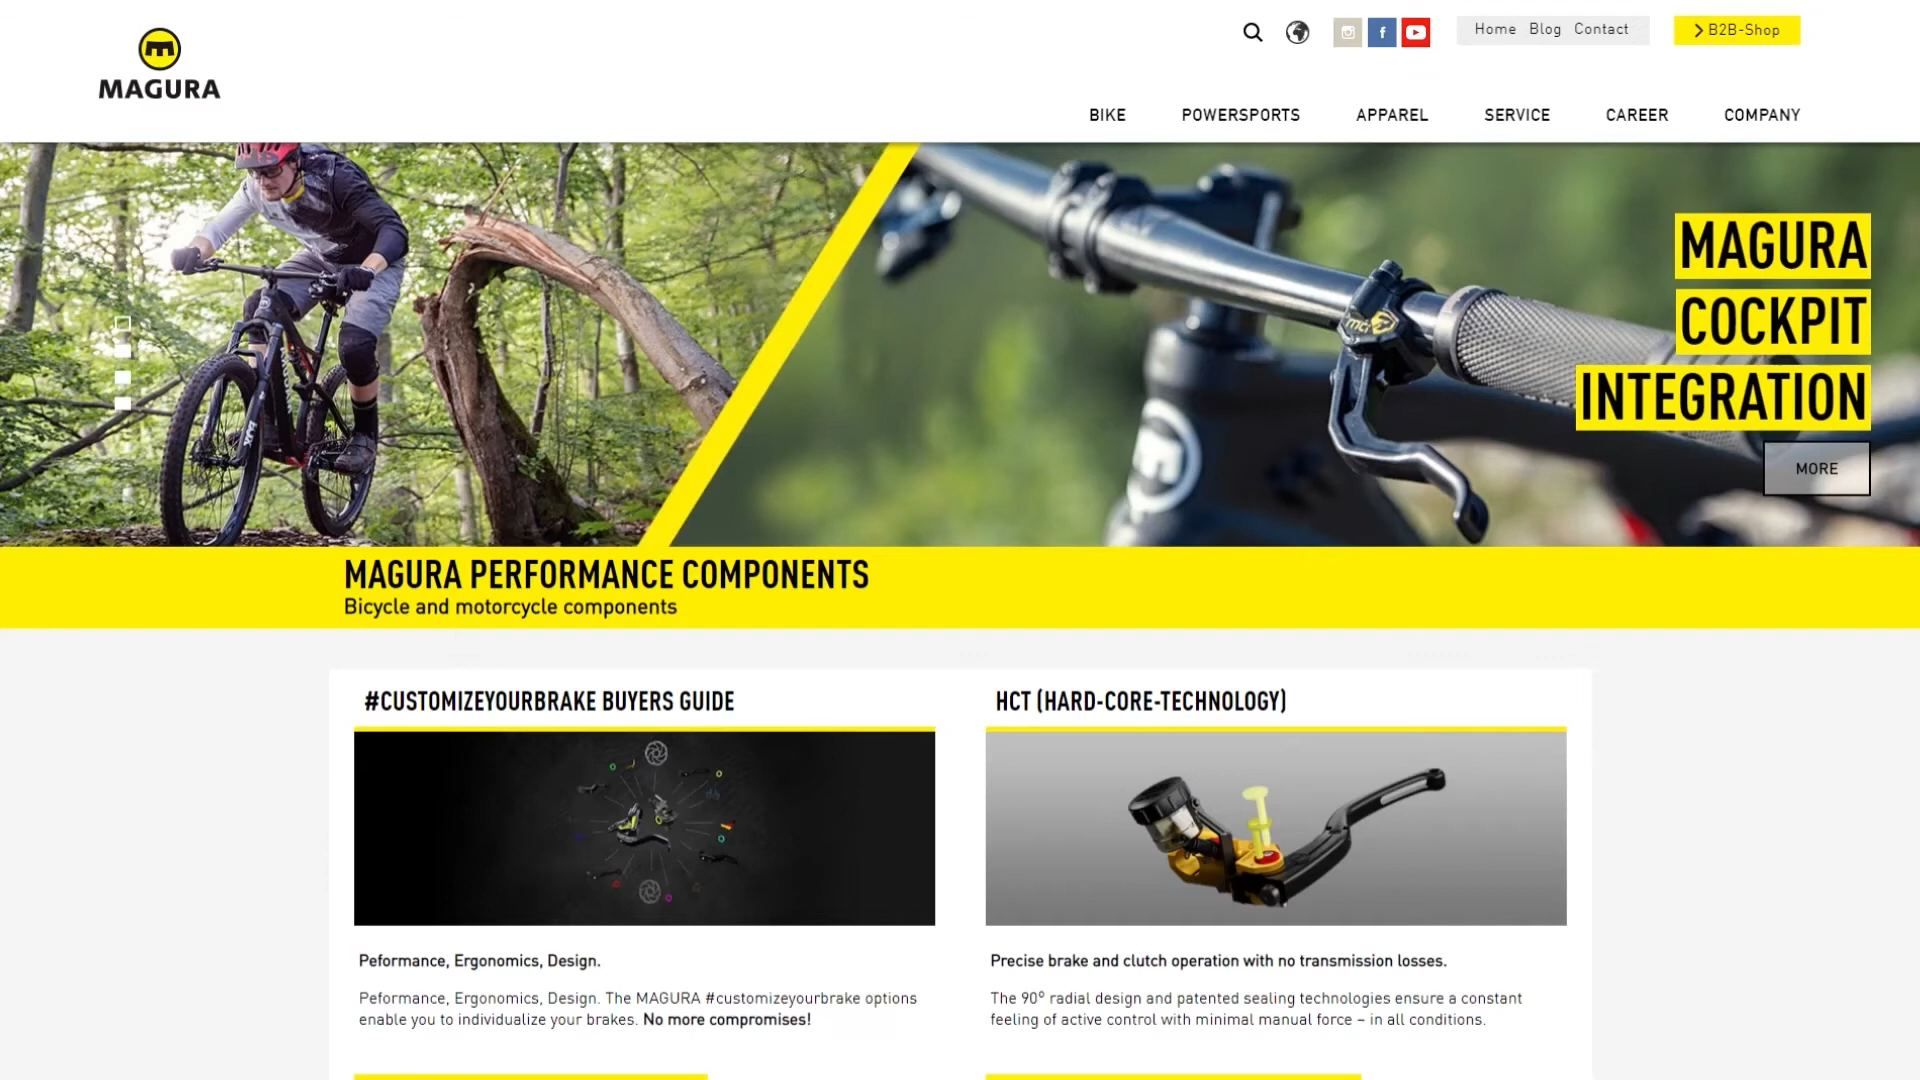 Home Blog Contact
B2B-Shop
MAGURA
BIKE POWERSPORTS APPAREL SERVICE CAREER COMPANY
MAGURA
COCKPIT
INTEGRATION
MORE
MAGURA PERFORMANCE COMPONENTS
Bicycle and motorcycle components
#CUSTOMIZEYOURBRAKE BUYERS GUIDE
Peformance, Ergonomics, Design.
Peformance, Ergonomics, Design. The MAGURA #customizeyourbrake options
enable you to individualize your brakes. No more compromises!
HCT (HARD-CORE-TECHNOLOGY)
Precise brake and clutch operation with no transmission losses.
The 90° radial design and patented sealing technologies ensure a constant
feeling of active control with minimal manual force – in all conditions.